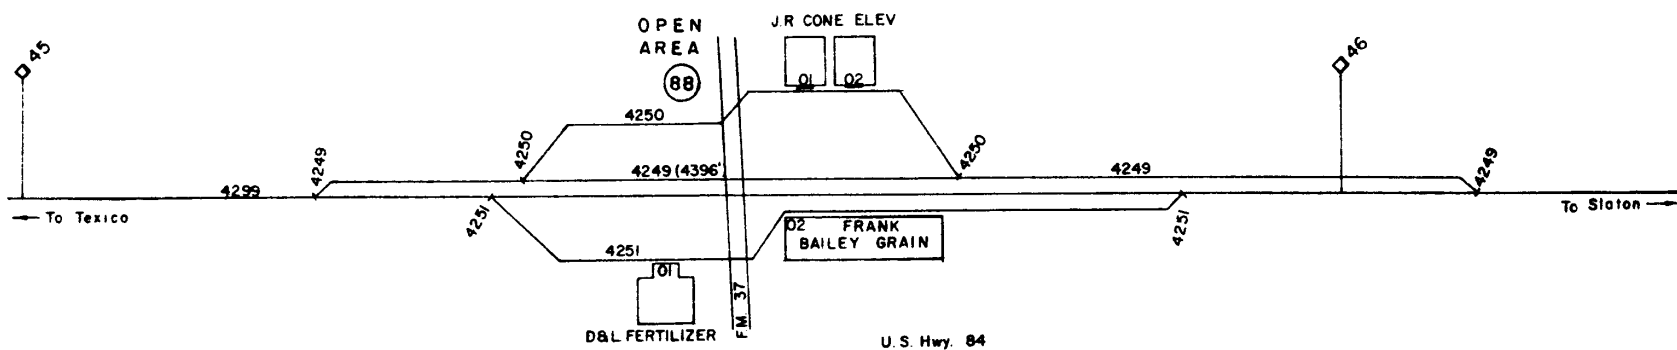 OPEN
AREA
88
J.R CONE ELEV
01
02
45
46
4250
4250
4250
4249
4249 (4396'
4249
4249
4299
← To Texico
To Slaton →
4251
4251
4251
02 FRANK
BAILEY GRAIN
01
D&L FERTILIZER
F.M. 37
U.S. Hwy. 84